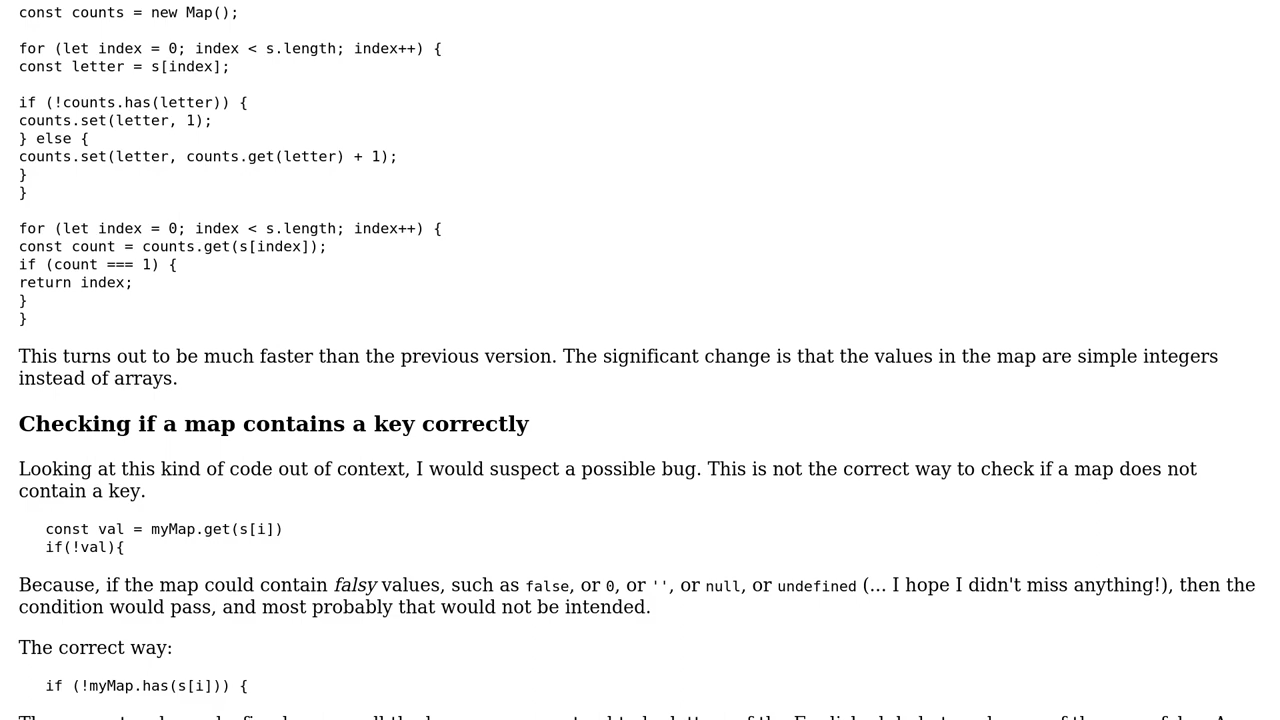 const counts = new Map();
for (let index = 0; index < s.length; index++) {
const letter = s[index];
if (!counts.has(letter)) {
counts.set(letter, 1);
} else {
counts.set(letter, counts.get(letter) + 1);
}
}
for (let index = 0; index < s.length; index++) {
const count = counts.get(s[index]);
if (count === 1) {
return index;
}
}
This turns out to be much faster than the previous version. The significant change is that the values in the map are simple integers
instead of arrays.
Checking if a map contains a key correctly
Looking at this kind of code out of context, I would suspect a possible bug. This is not the correct way to check if a map does not
contain a key.
const val = myMap.get(s[i])
if(!val){
Because, if the map could contain falsy values, such as false, or 0, or '', or null, or undefined (... I hope I didn't miss anything!), then the
condition would pass, and most probably that would not be intended.
The correct way:
if (!myMap.has(s[i])) {